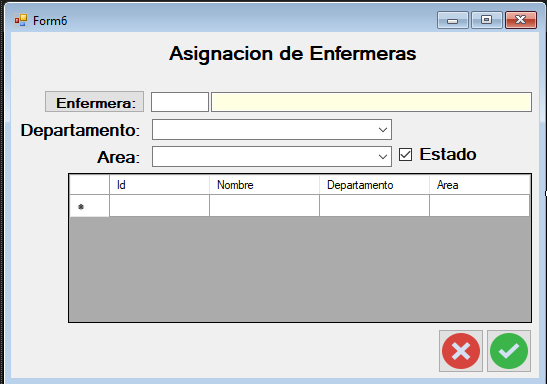 Form6
Asignacion de Enfermeras
Enfermera:
Departamento:
Area:
Estado
Id Nombre Departamento Area